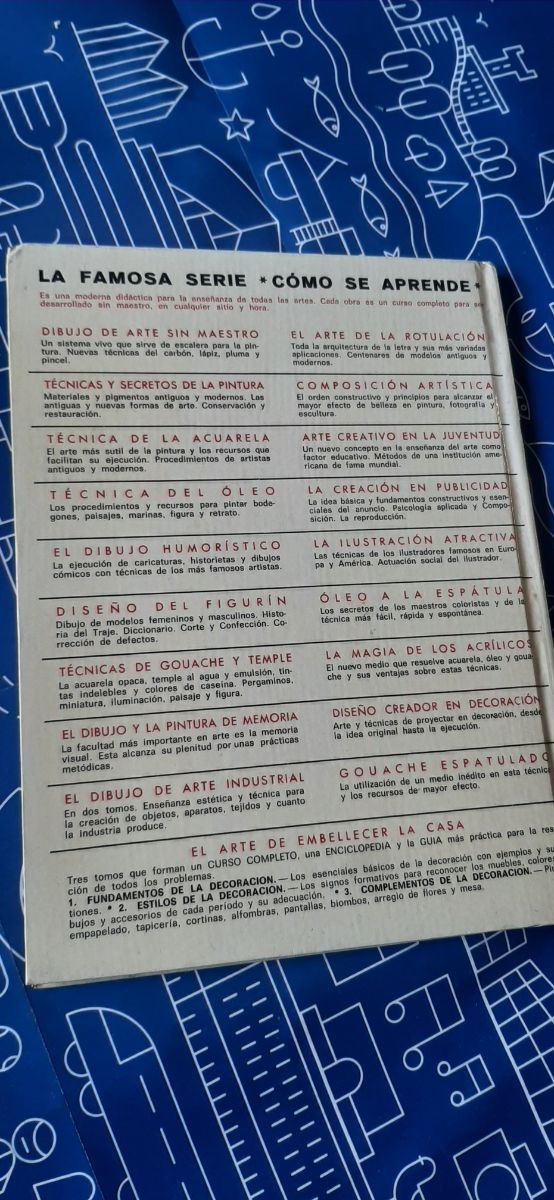 LA FAMOSA SERIE *CÓMO SE APRENDE*
Es una moderna didáctica para la enseñanza de todas las artes. Cada obra es un curso completo para ser
desarrollado sin maestro, en cualquier sitio y hora.
DIBUJO DE ARTE SIN MAESTRO
Un sistema vivo que sirve de escalera para la pin-
tura. Nuevas técnicas del carbón, lápiz, pluma y
pincel.
EL ARTE DE LA ROTULACIÓN
Toda la arquitectura de la letra y sus más variadas
aplicaciones. Centenares de modelos antiguos y
modernos.
TÉCNICAS Y SECRETOS DE LA PINTURA
Materiales y pigmentos antiguos y modernos. Las
antiguas y nuevas formas de arte. Conservación y
restauración.
COMPOSICIÓN ARTÍSTICA
El orden constructivo y principios para alcanzar el
mayor efecto de belleza en pintura, fotografía y
escultura.
TÉCNICA DE LA ACUARELA
El arte más sutil de la pintura y los recursos que
facilitan su ejecución. Procedimientos de artistas
antiguos y modernos.
ARTE CREATIVO EN LA JUVENTUD
Un nuevo concepto en la enseñanza del arte como
factor educativo. Métodos de una institución ame-
ricana de fama mundial.
TÉCNICA DEL ÓLEO
Los procedimientos y recursos para pintar bode-
gones, paisajes, marinas, figura y retrato.
LA CREACIÓN EN PUBLICIDAD
La idea básica y fundamentos constructivos y esen-
ciales del anuncio. Psicología aplicada y Compo-
sición. La reproducción.
EL DIBUJO HUMORÍSTICO
La ejecución de caricaturas, historietas y dibujos
cómicos con técnicas de los más famosos artistas.
LA ILUSTRACIÓN ATRACTIVA
Las técnicas de los ilustradores famosos en Euro-
pa y América. Actuación social del ilustrador.
DISEÑO DEL FIGURÍN
Dibujo de modelos femeninos y masculinos. Histo-
ria del Traje. Diccionario. Corte y Confección. Co-
rrección de defectos.
ÓLEO A LA ESPÁTULA
Los secretos de los maestros coloristas y de la
técnica más fácil, rápida y espontánea.
TÉCNICAS DE GOUACHE Y TEMPLE
La acuarela opaca, temple al agua y emulsión, tin-
tas indelebles y colores de caseína. Pergaminos,
miniatura, iluminación, paisaje y figura.
LA MAGIA DE LOS ACRÍLICOS
El nuevo medio que resuelve acuarela, óleo y goua-
che y sus ventajas sobre estas técnicas.
EL DIBUJO Y LA PINTURA DE MEMORIA
La facultad más importante en arte es la memoria
visual. Esta alcanza su plenitud por unas prácticas
metódicas.
DISEÑO CREADOR EN DECORACIÓN
Arte y técnicas de proyectar en decoración, desde
la idea original hasta la ejecución.
EL DIBUJO DE ARTE INDUSTRIAL
En dos tomos. Enseñanza estética y técnica para
la creación de objetos, aparatos, tejidos y cuanto
la industria produce.
GOUACHE ESPATULADO
La utilización de un medio inédito en esta técnica
y los recursos de mayor efecto.
EL ARTE DE EMBELLECER LA CASA
Tres tomos que forman un CURSO COMPLETO, una ENCICLOPEDIA y la GUIA más práctica para la reso
ción de todos los problemas.
1. FUNDAMENTOS DE LA DECORACION.—Los esenciales básicos de la decoración con ejemplos y su
tiones. * 2. ESTILOS DE LA DECORACION.—Los signos formativos para reconocer los muebles, colore
bujos y accesorios de cada período y su adecuación. * 3. COMPLEMENTOS DE LA DECORACION.—Pin
empapelado, tapicería, cortinas, alfombras, pantallas, biombos, arreglo de flores y mesa.